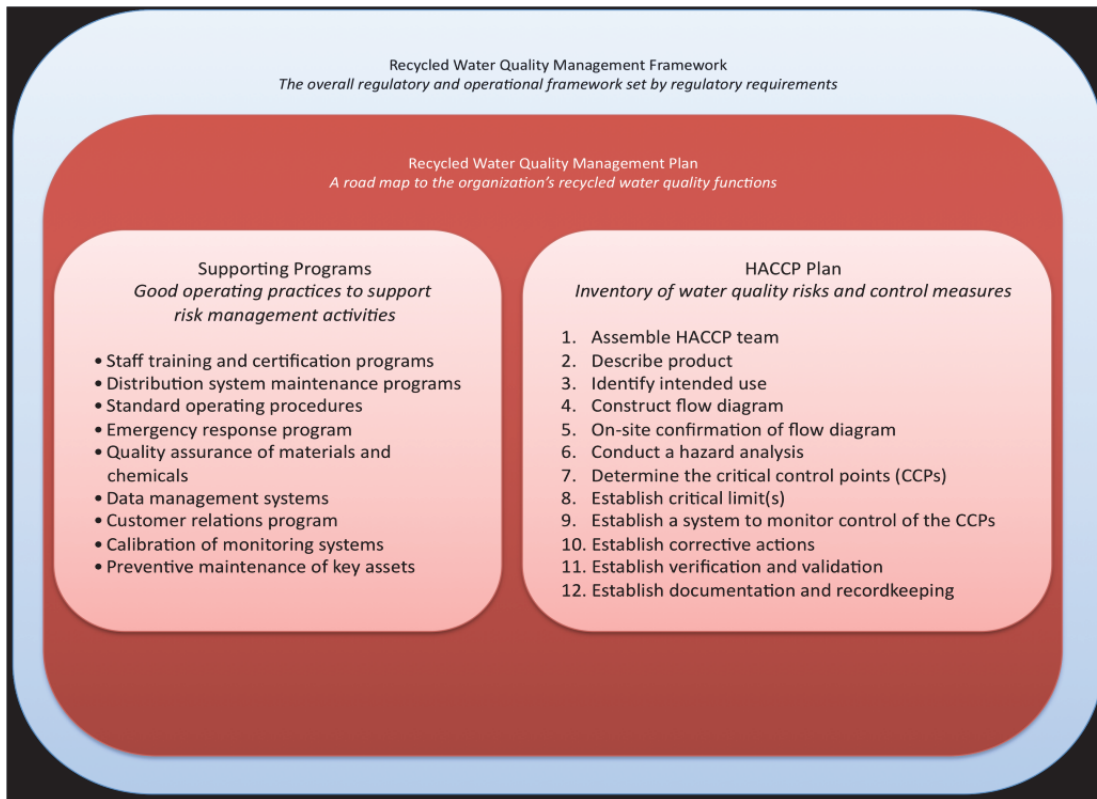 Recycled Water Quality Management Framework
The overall regulatory and operational framework set by regulatory requirements
Recycled Water Quality Management Plan
A road map to the organization's recycled water quality functions
Supporting Programs
Good operating practices to support
risk management activities
• Staff training and certification programs
• Distribution system maintenance programs
• Standard operating procedures
• Emergency response program
• Quality assurance of materials and
chemicals
• Data management systems
• Customer relations program
• Calibration of monitoring systems
• Preventive maintenance of key assets
HACCP Plan
Inventory of water quality risks and control measures
1. Assemble HACCP team
2. Describe product
3. Identify intended use
4. Construct flow diagram
5. On-site confirmation of flow diagram
6. Conduct a hazard analysis
7. Determine the critical control points (CCPs)
8. Establish critical limit(s)
9. Establish a system to monitor control of the CCPs
10. Establish corrective actions
11. Establish verification and validation
12. Establish documentation and recordkeeping